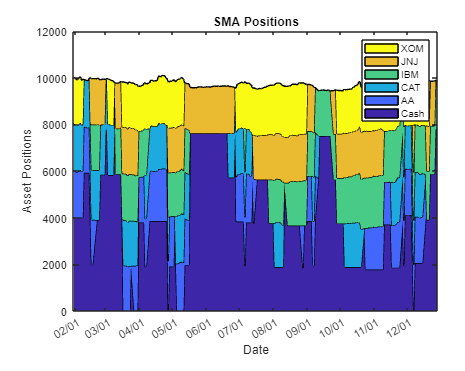 SMA Positions
12000
10000
8000
6000
4000
2000
0
Asset Positions
XOM
JNJ
IBM
CAT
AA
Cash
02/01
03/01
04/01
05/01
06/01
07/01
08/01
09/01
10/01
11/01
12/01
Date